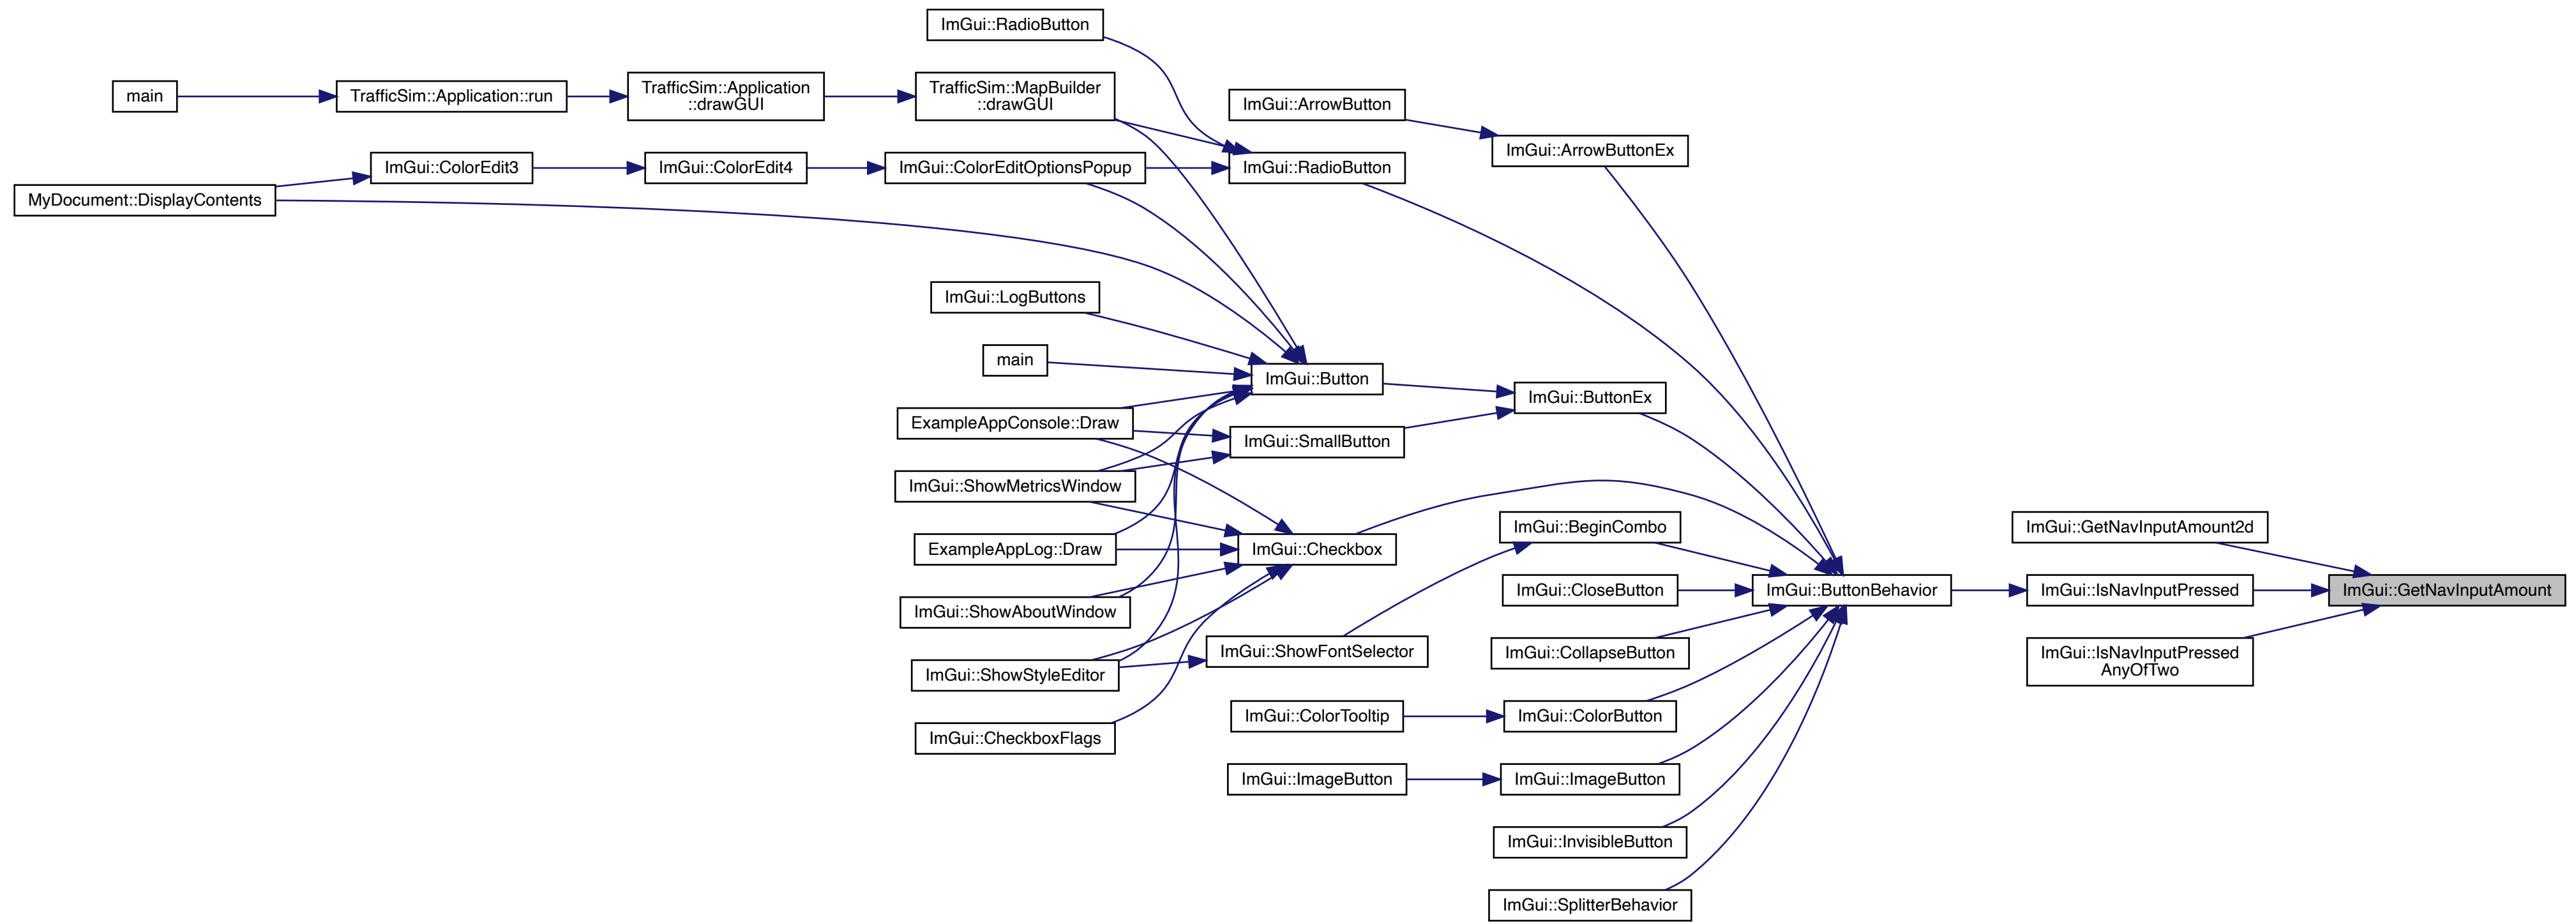 ImGui::RadioButton
main
TrafficSim::Application::run
TrafficSim::Application
::drawGUI
TrafficSim::MapBuilder
::drawGUI
ImGui::ArrowButton
ImGui::ArrowButtonEx
MyDocument::DisplayContents
ImGui::ColorEdit3
ImGui::ColorEdit4
ImGui::ColorEditOptionsPopup
ImGui::RadioButton
ImGui::LogButtons
main
ImGui::Button
ImGui::ButtonEx
ExampleAppConsole::Draw
ImGui::SmallButton
ImGui::ShowMetricsWindow
ExampleAppLog::Draw
ImGui::Checkbox
ImGui::BeginCombo
ImGui::GetNavInputAmount2d
ImGui::ShowAboutWindow
ImGui::CloseButton
ImGui::ButtonBehavior
ImGui::IsNavInputPressed
ImGui::GetNavInputAmount
ImGui::ShowStyleEditor
ImGui::ShowFontSelector
ImGui::CollapseButton
ImGui::IsNavInputPressed
AnyOfTwo
ImGui::CheckboxFlags
ImGui::ColorTooltip
ImGui::ColorButton
ImGui::ImageButton
ImGui::ImageButton
ImGui::InvisibleButton
ImGui::SplitterBehavior